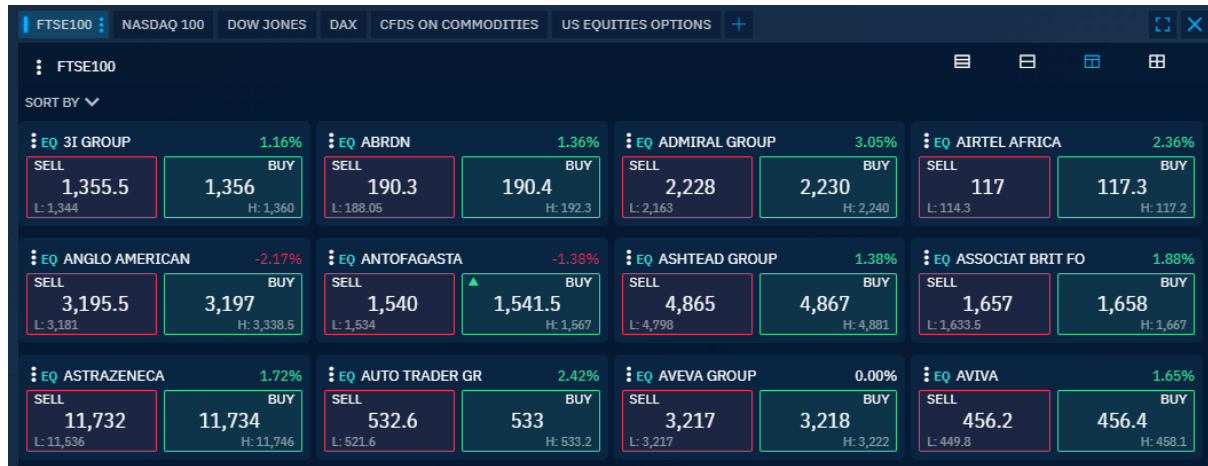 FTSE100 NASDAQ 100 DOW JONES DAX CFDS ON COMMODITIES US EQUITIES OPTIONS +
FTSE100
SORT BY
EQ 3I GROUP 1.16% EQ ABRDN 1.36% EQ ADMIRAL GROUP 3.05% EQ AIRTEL AFRICA 2.36%
SELL BUY SELL BUY SELL BUY SELL BUY
1,355.5 1,356 190.3 190.4 2,228 2,230 117 117.3
L: 1,344 H: 1,360 L: 188.05 H: 192.3 L: 2,163 H: 2,240 L: 114.3 H: 117.2
EQ ANGLO AMERICAN -2.17% EQ ANTOFAGASTA -1.38% EQ ASHTEAD GROUP 1.38% EQ ASSOCIAT BRIT FO 1.88%
SELL BUY SELL BUY SELL BUY SELL BUY
3,195.5 3,197 1,540 1,541.5 4,865 4,867 1,657 1,658
L: 3,181 H: 3,338.5 L: 1,534 H: 1,567 L: 4,798 H: 4,881 L: 1,633.5 H: 1,667
EQ ASTRAZENECA 1.72% EQ AUTO TRADER GR 2.42% EQ AVEVA GROUP 0.00% EQ AVIVA 1.65%
SELL BUY SELL BUY SELL BUY SELL BUY
11,732 11,734 532.6 533 3,217 3,218 456.2 456.4
L: 11,536 H: 11,746 L: 521.6 H: 533.2 L: 3,217 H: 3,222 L: 449.8 H: 458.1